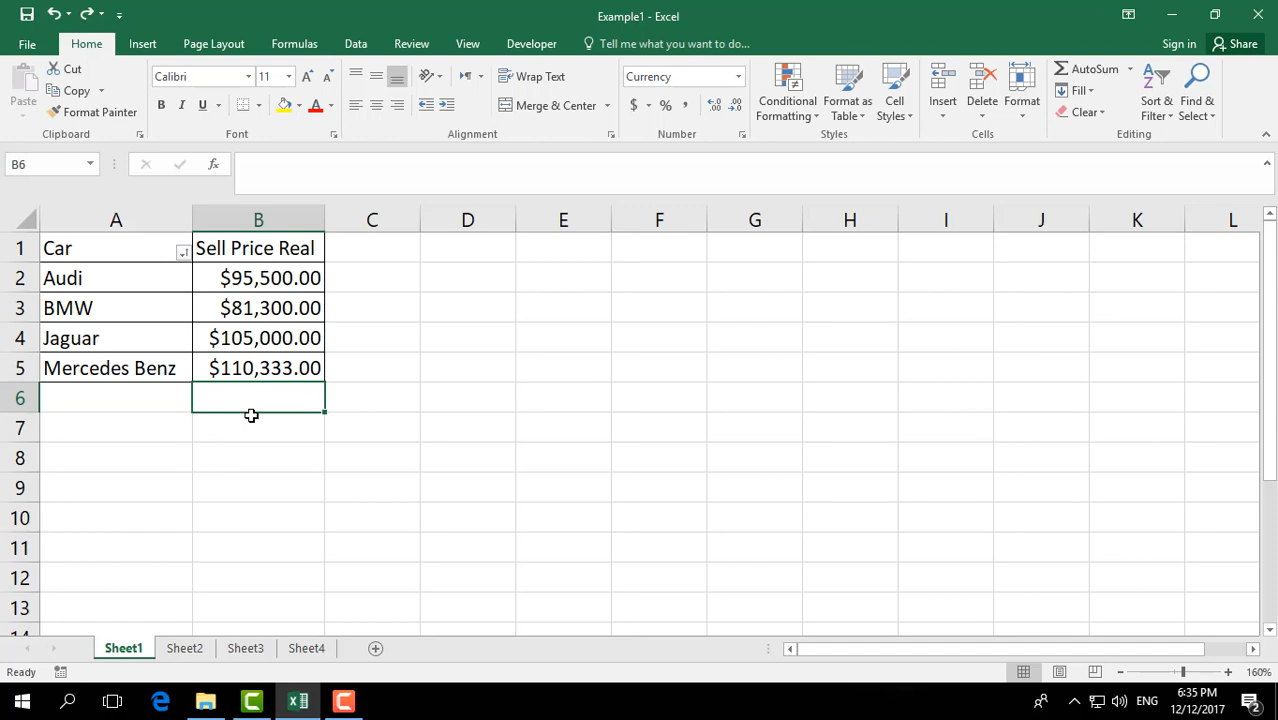 Example1 - Excel
File Home Insert Page Layout Formulas Data Review View Developer Tell me what you want to do... Sign in Share
Paste
Cut
Copy
Format Painter
Clipboard
Calibri 11
B I U
Font
Wrap Text
Merge & Center
Alignment
Currency
$ % ,
Number
Conditional Formatting
Format as Table
Cell Styles
Styles
Insert Delete Format
Cells
AutoSum
Fill
Clear
Sort & Filter
Find & Select
Editing
B6 fx
A B C D E F G H I J K L
1 Car Sell Price Real
2 Audi $95,500.00
3 BMW $81,300.00
4 Jaguar $105,000.00
5 Mercedes Benz $110,333.00
6
7
8
9
10
11
12
13
14
Sheet1 Sheet2 Sheet3 Sheet4
Ready 160%
ENG 6:35 PM
12/12/2017 2